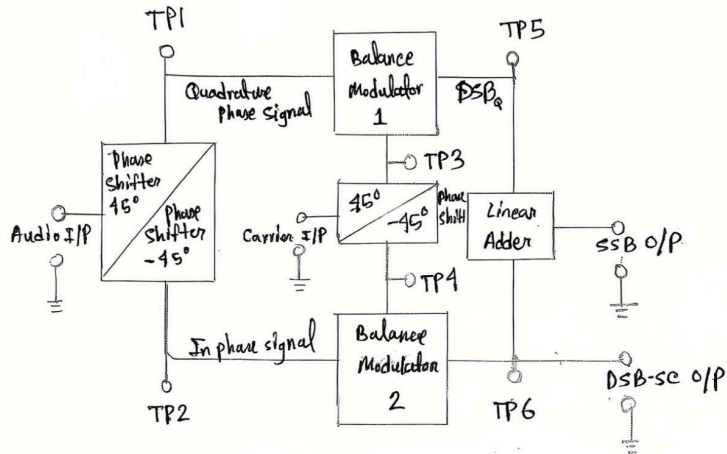 TP1
TP5
Balance
Modulator
1
Quadrature
Phase Signal
DSBQ
TP3
Phase
Shifter
45°
Phase
Shifter
-45°
45°
-45°
Phase
Shift
Linear
Adder
Audio I/P
Carrier I/P
SSB O/P
TP4
In phase signal
Balance
Modulator
2
TP2
TP6
DSB-SC O/P